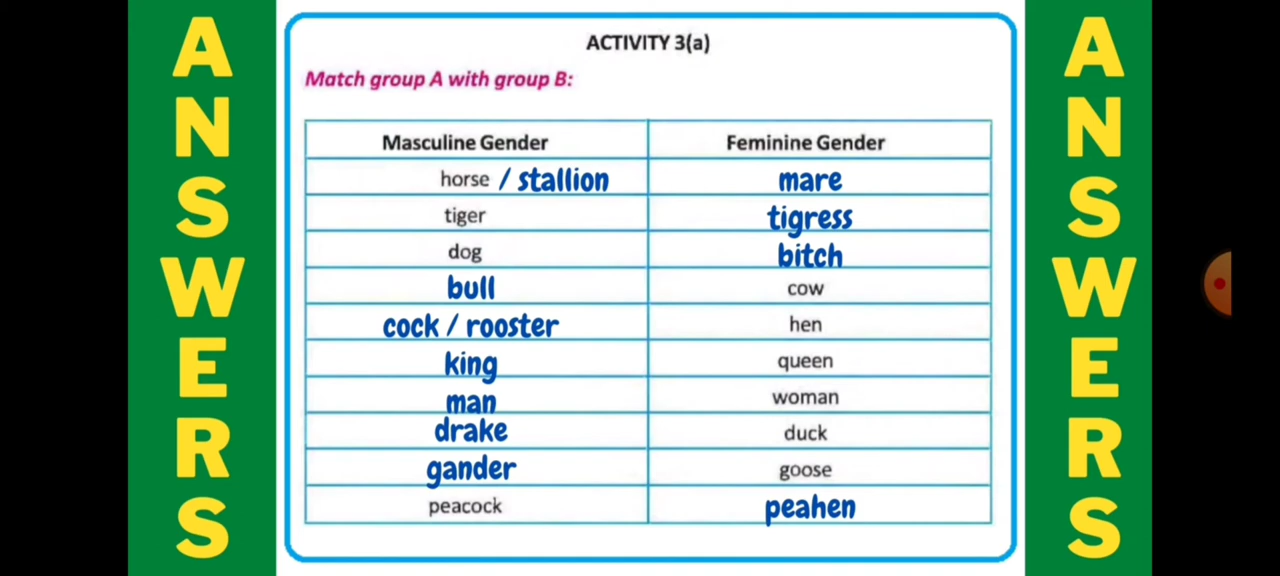 ANSWERS
ACTIVITY 3(a)
Match group A with group B:
Masculine Gender Feminine Gender
horse / stallion mare
tiger tigress
dog bitch
bull cow
cock / rooster hen
king queen
man woman
drake duck
gander goose
peacock peahen
ANSWERS